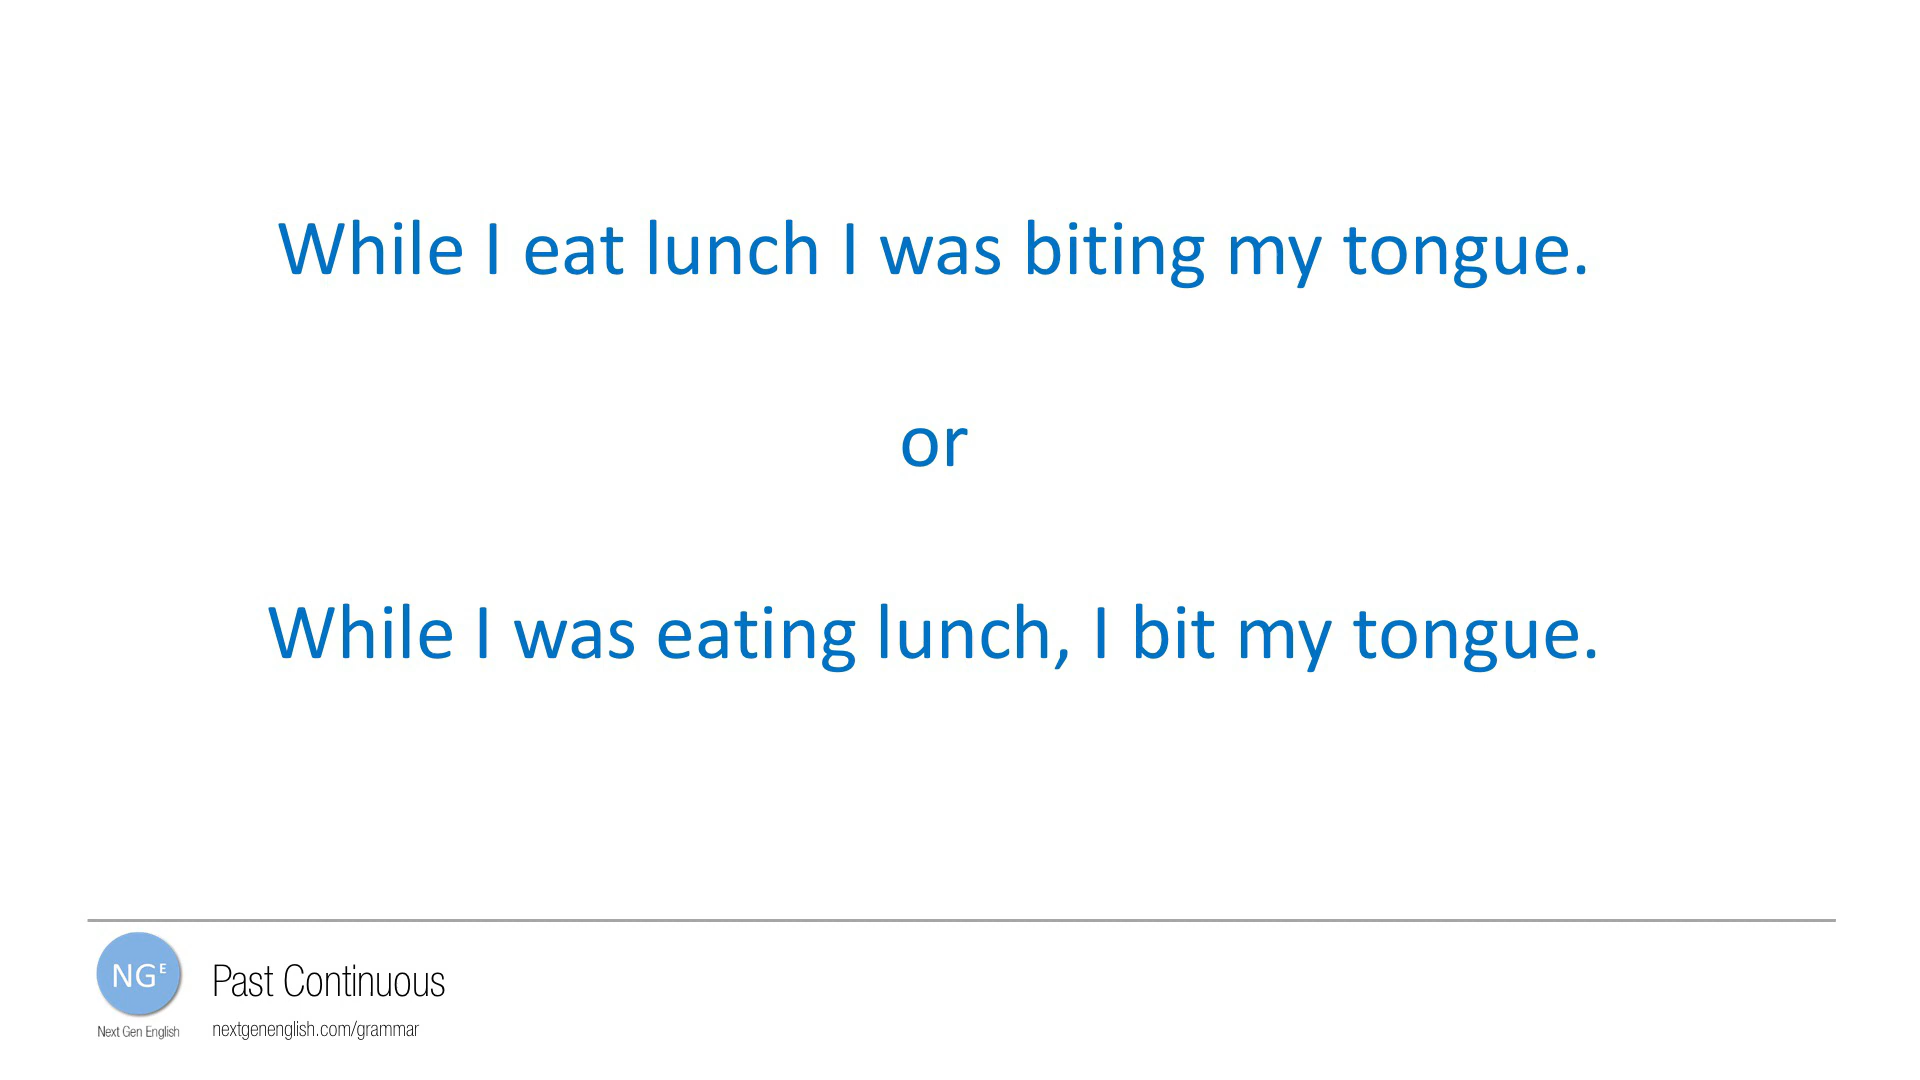 While I eat lunch I was biting my tongue.
or
While I was eating lunch, I bit my tongue.
NGᴱ
Next Gen English
Past Continuous
nextgenenglish.com/grammar